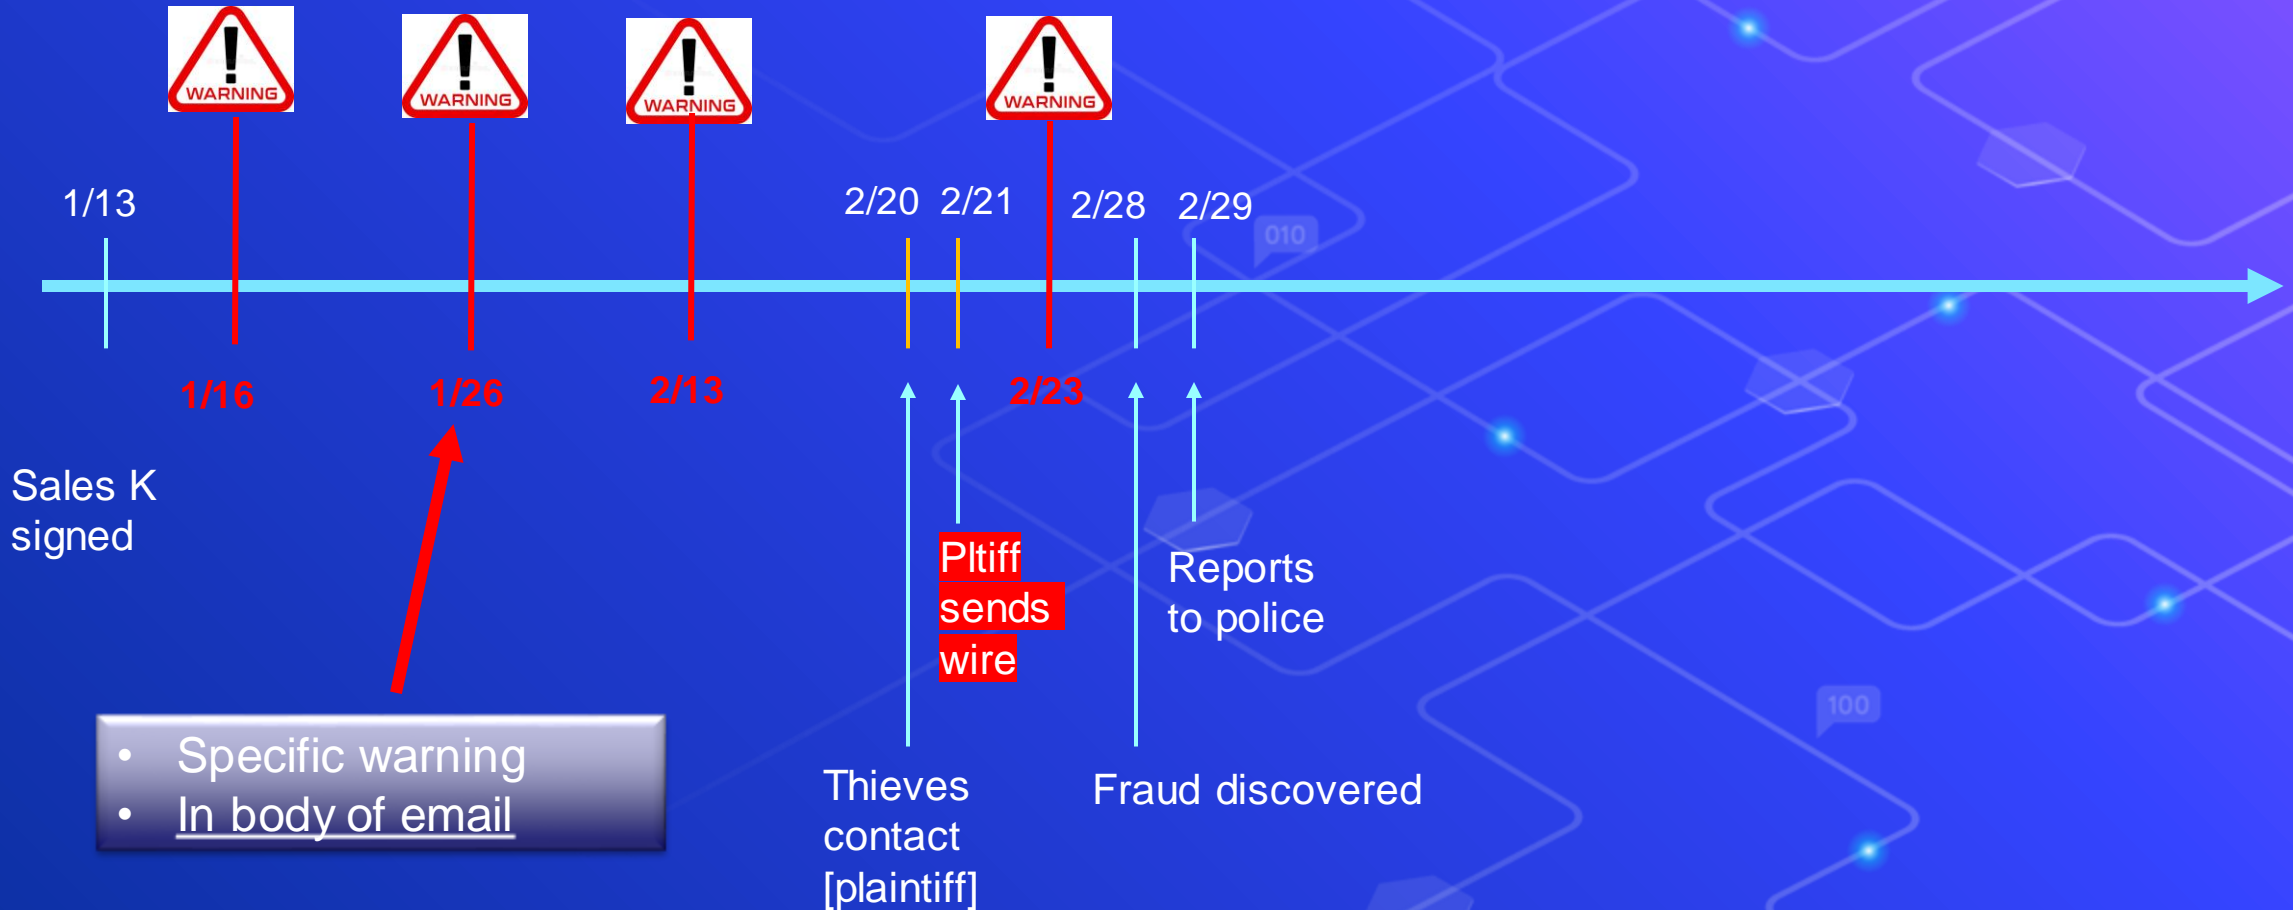 WARNING
WARNING
WARNING
WARNING
1/13
2/20
2/21
2/28
2/29
010
1/16
1/26
2/13
2/23
Sales K
signed
Pltiff
sends
wire
Reports
to police
• Specific warning
• In body of email
Thieves
contact
[plaintiff]
Fraud discovered
100